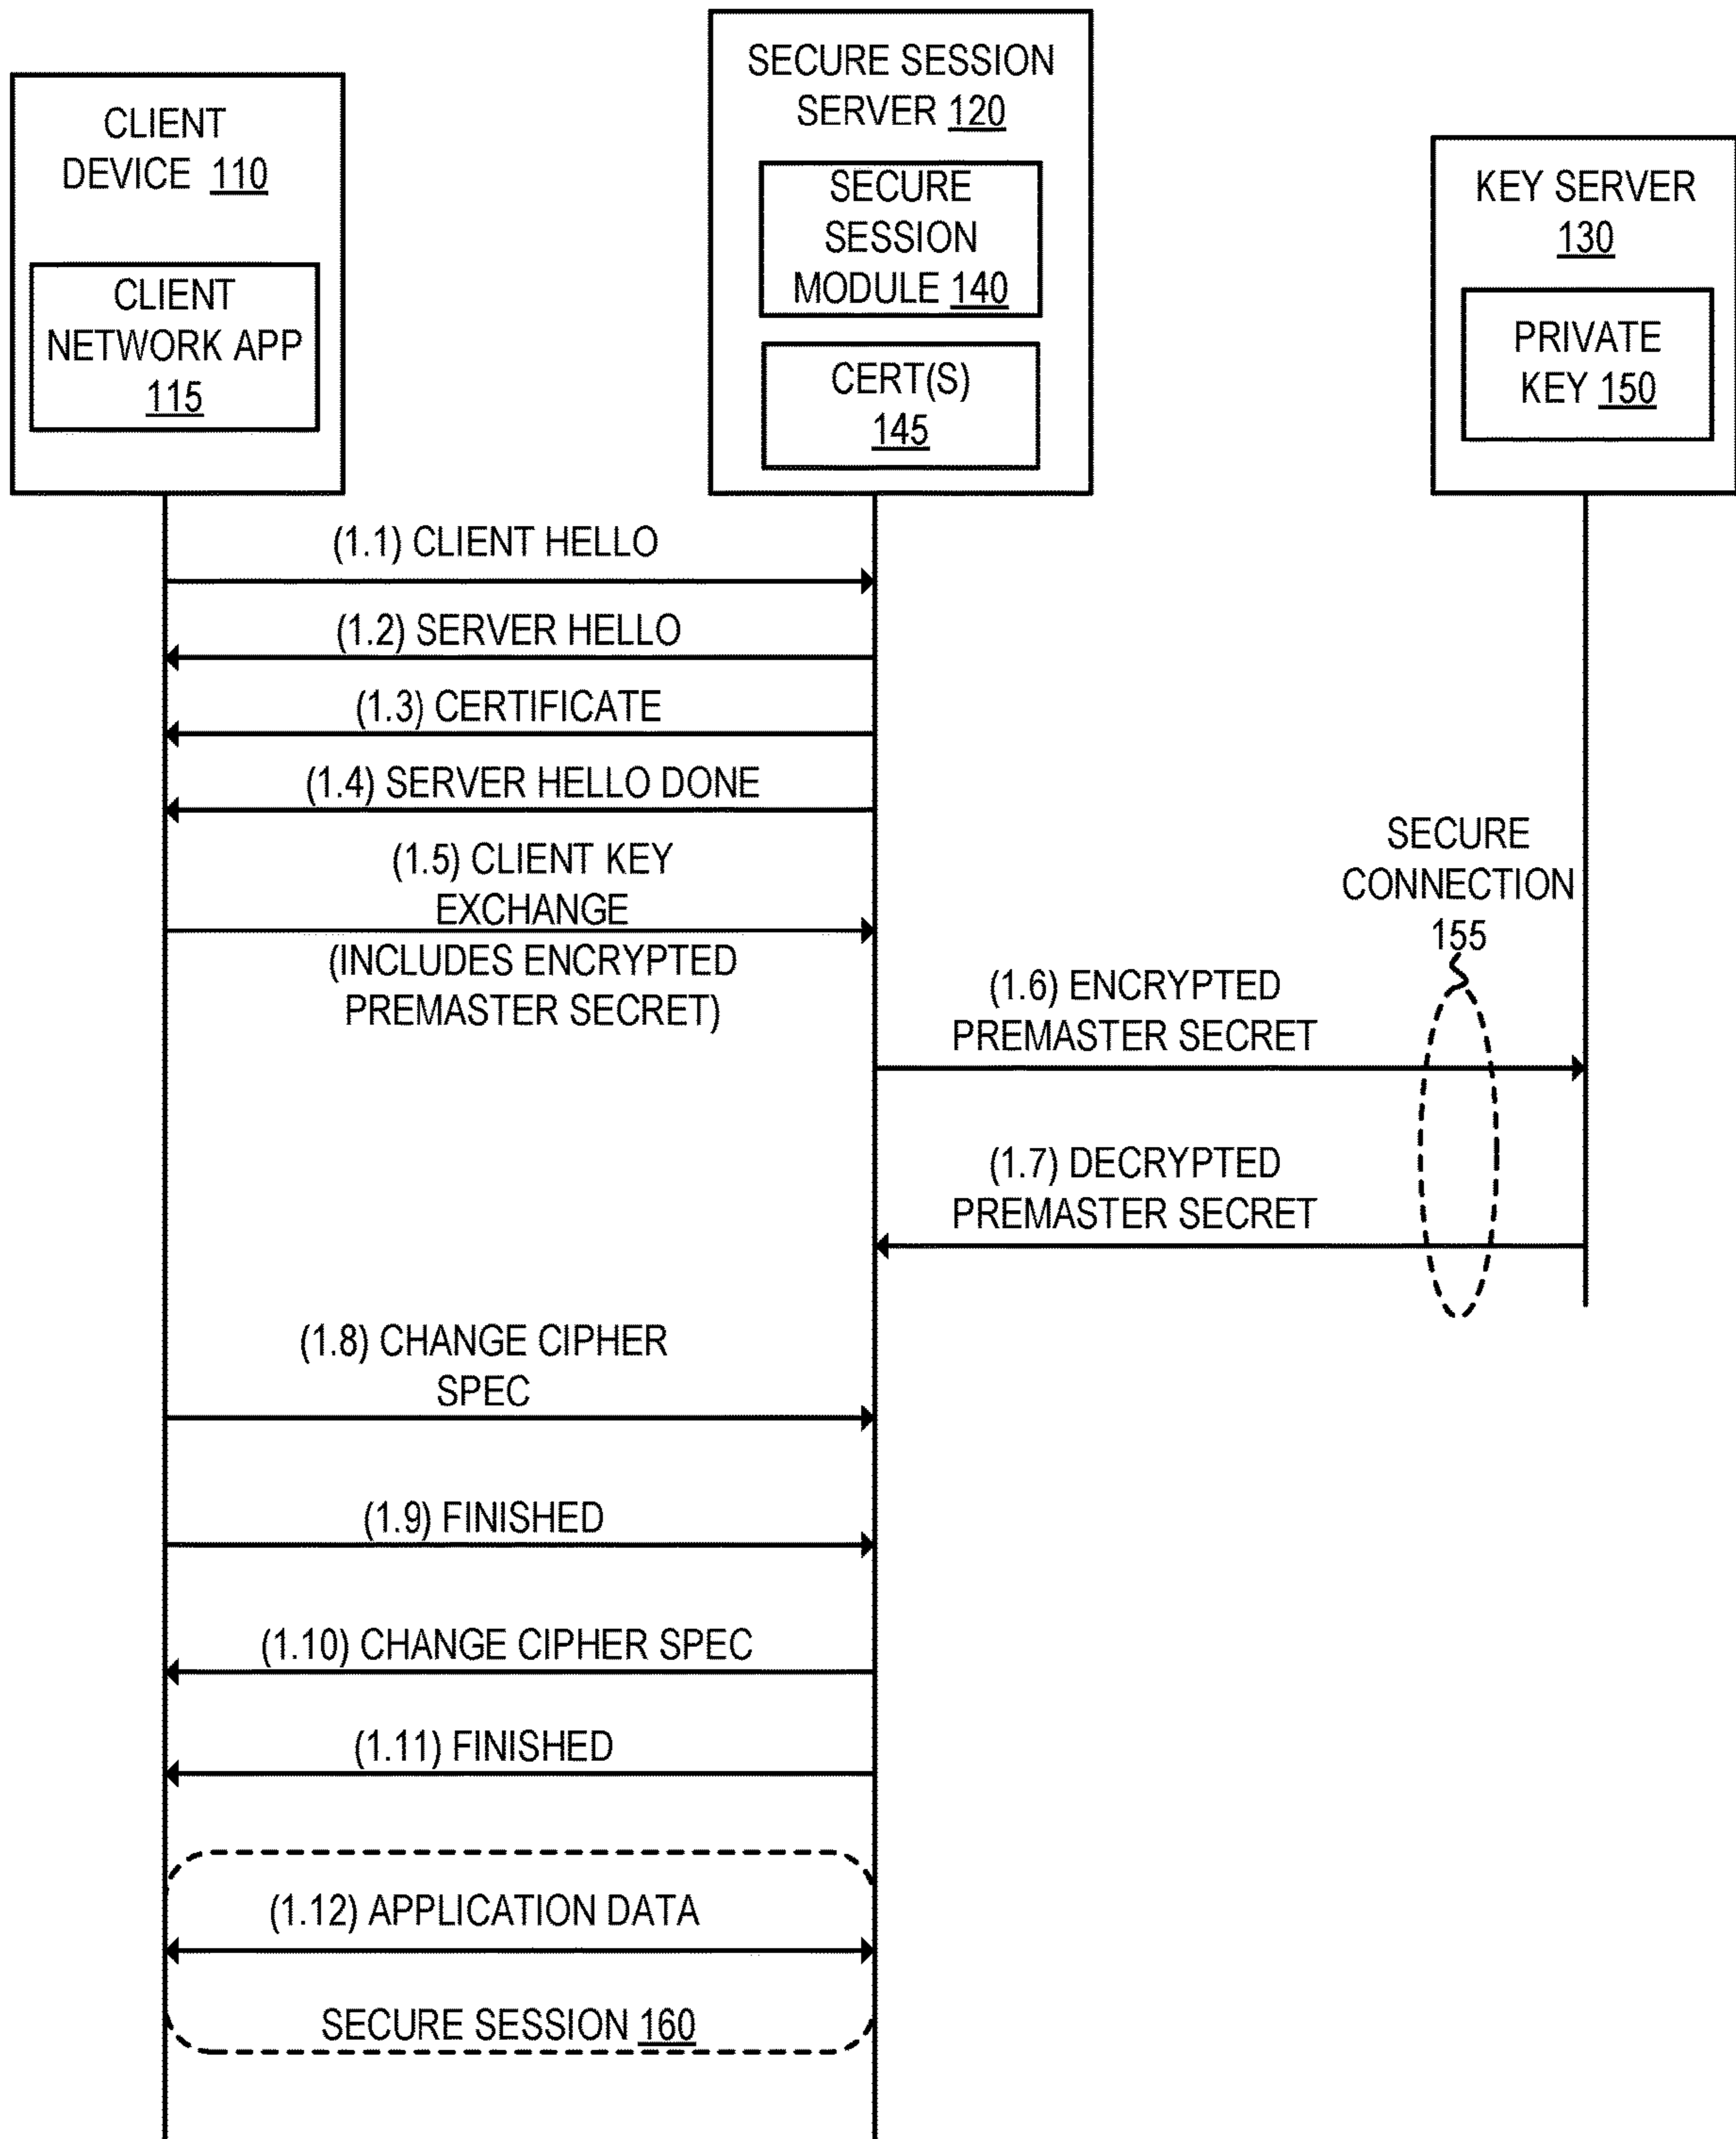 CLIENT
DEVICE 110
CLIENT
NETWORK APP
115
SECURE SESSION
SERVER 120
SECURE
SESSION
MODULE 140
CERT(S)
145
KEY SERVER
130
PRIVATE
KEY 150
(1.1) CLIENT HELLO
(1.2) SERVER HELLO
(1.3) CERTIFICATE
(1.4) SERVER HELLO DONE
(1.5) CLIENT KEY
EXCHANGE
(INCLUDES ENCRYPTED
PREMASTER SECRET)
SECURE
CONNECTION
155
(1.6) ENCRYPTED
PREMASTER SECRET
(1.7) DECRYPTED
PREMASTER SECRET
(1.8) CHANGE CIPHER
SPEC
(1.9) FINISHED
(1.10) CHANGE CIPHER SPEC
(1.11) FINISHED
(1.12) APPLICATION DATA
SECURE SESSION 160